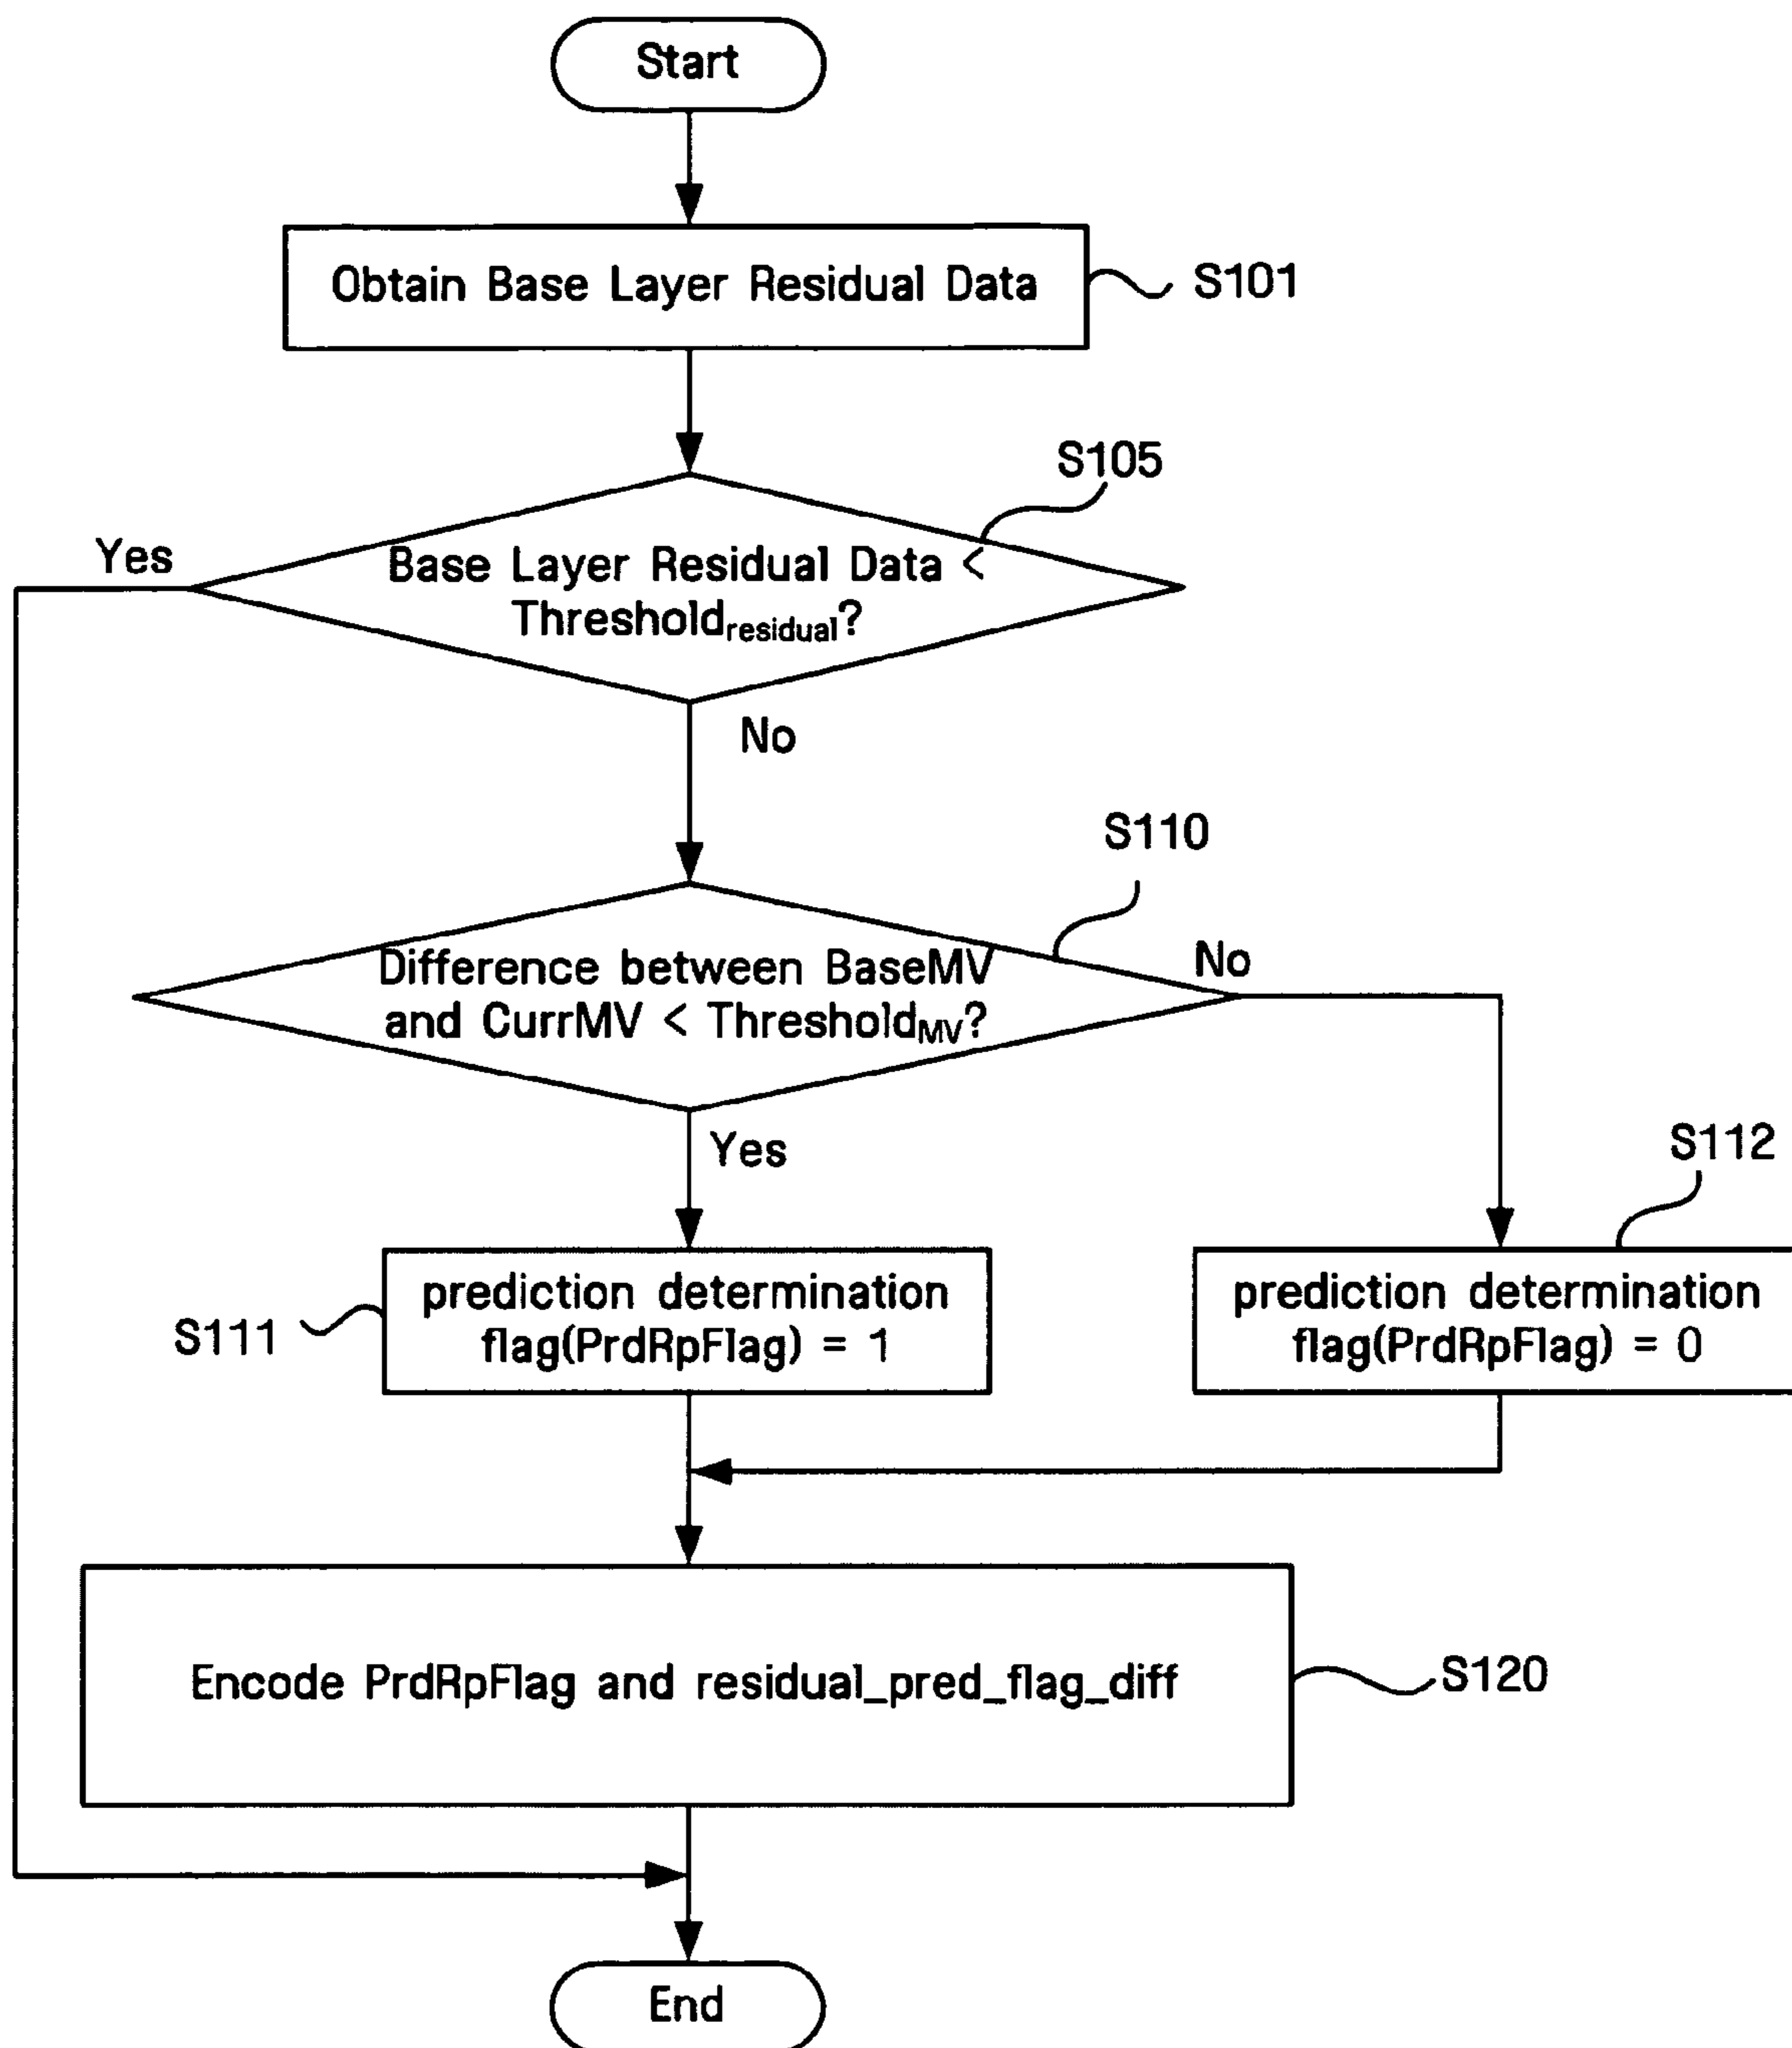 Start
Obtain Base Layer Residual Data
S101
S105
Yes
Base Layer Residual Data <
Thresholdresidual?
No
S110
Difference between BaseMV
and CurrMV < ThresholdMV?
No
Yes
S112
prediction determination
flag(PrdRpFlag) = 1
S111
prediction determination
flag(PrdRpFlag) = 0
Encode PrdRpFlag and residual_pred_flag_diff
S120
End